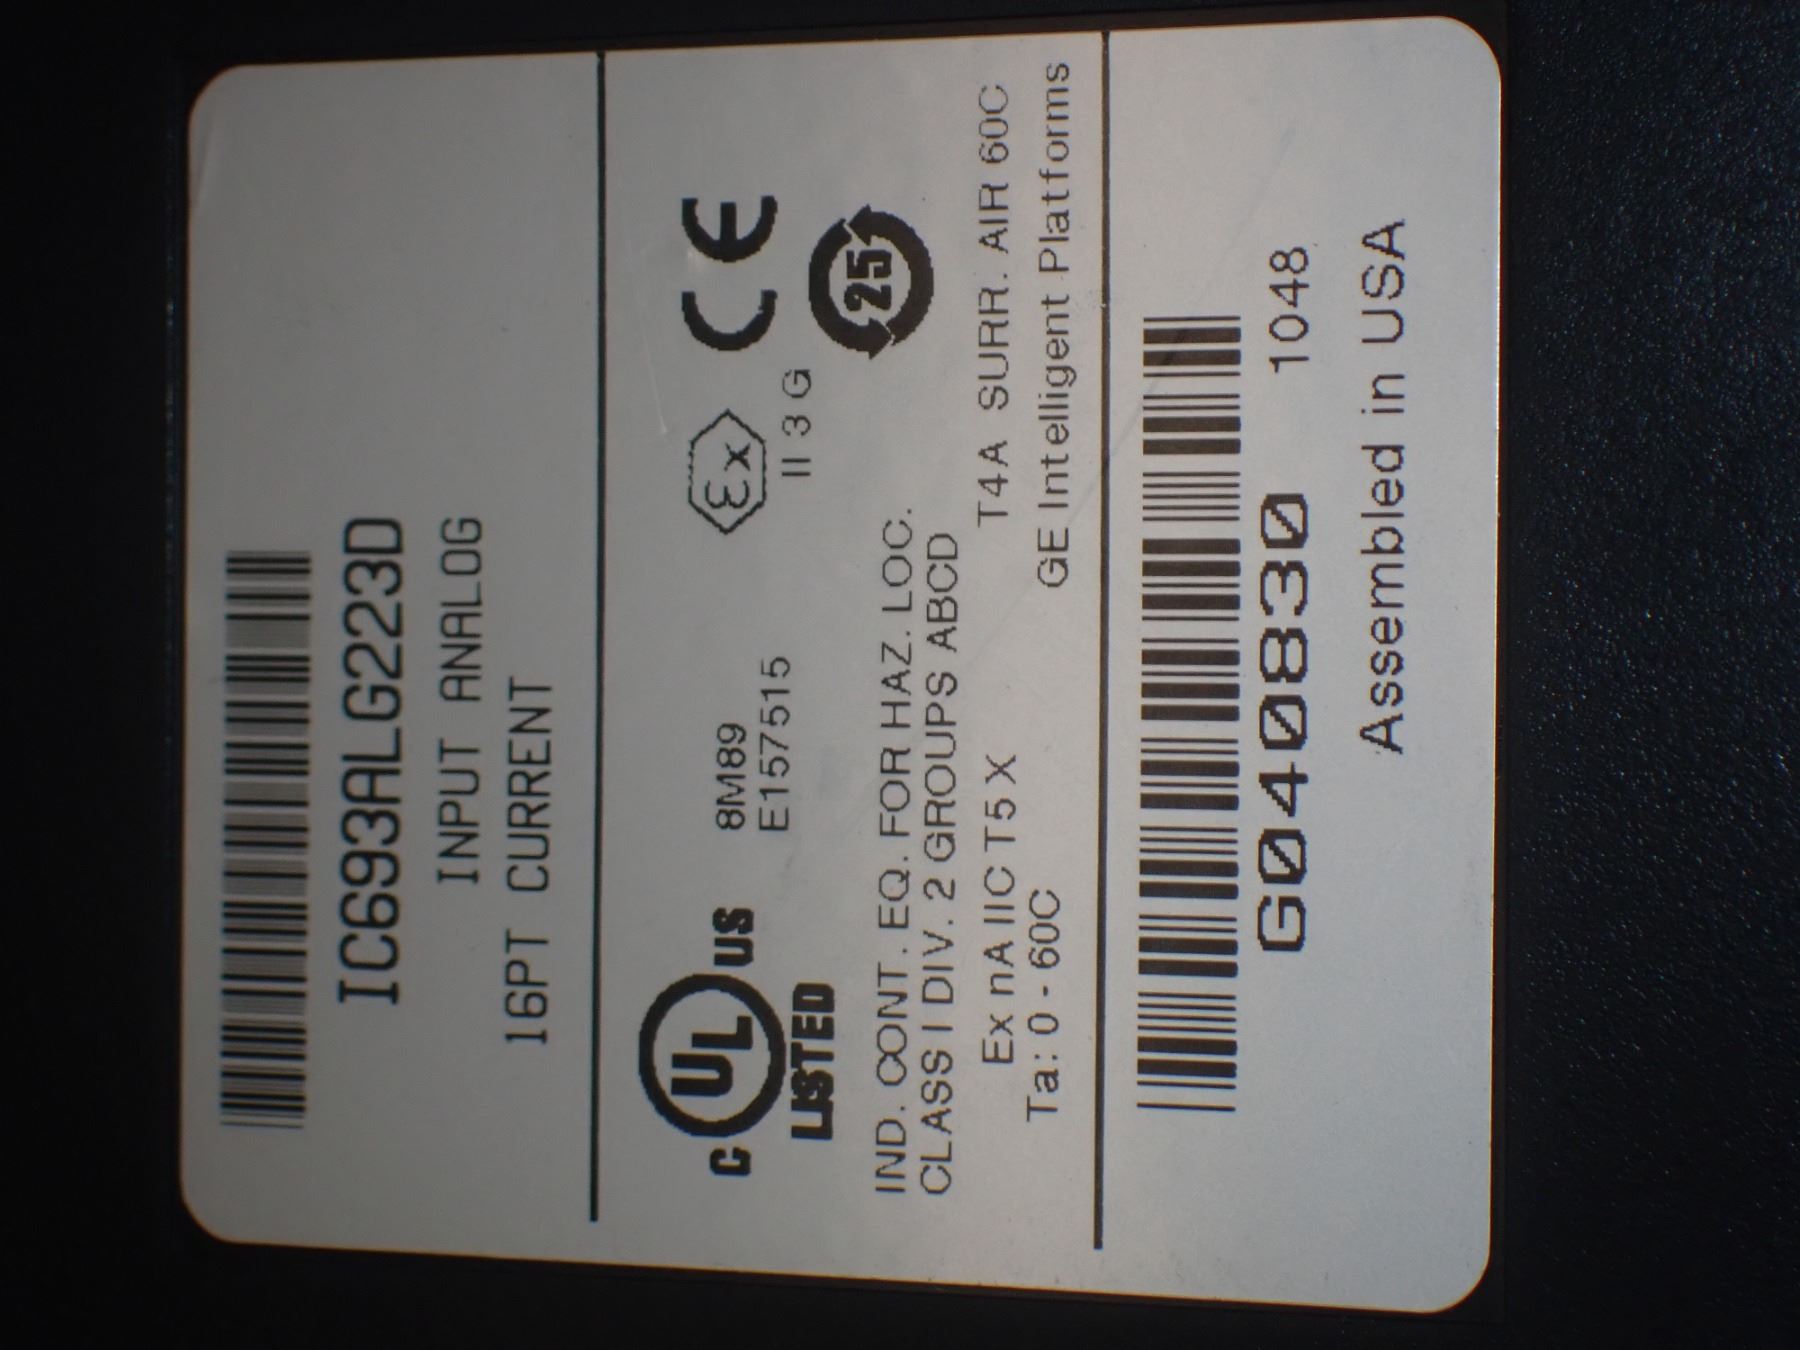 IC693ALG223D
INPUT ANALOG
16PT CURRENT
C UL US
LISTED
8M89
E157515
Ex
II 3 G
CE
25
IND. CONT. EQ. FOR HAZ. LOC.
CLASS I DIV. 2 GROUPS ABCD
Ex nA IIC T5 X
T4A SURR. AIR 60C
Ta: 0 - 60C
GE Intelligent Platforms
G040830
1048
Assembled in USA